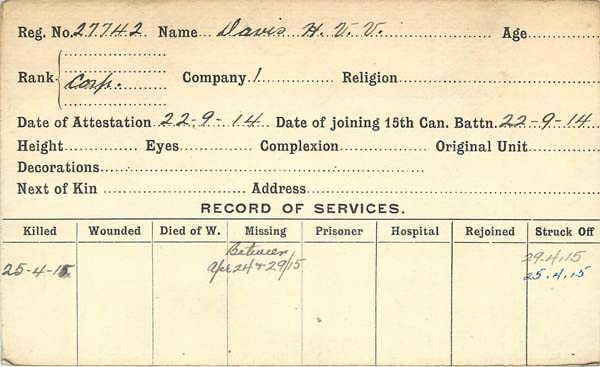 Reg. No. 27742 Name Davis H. V. V. Age
Rank Corp. Company 1 Religion
Date of Attestation 22-9-14 Date of joining 15th Can. Battn. 22-9-14
Height Eyes Complexion Original Unit
Decorations
Next of Kin Address
RECORD OF SERVICES.
Killed Wounded Died of W. Missing Prisoner Hospital Rejoined Struck Off
Between 29.4.15
25-4-15 Apr 24 & 29/15 25.4.15